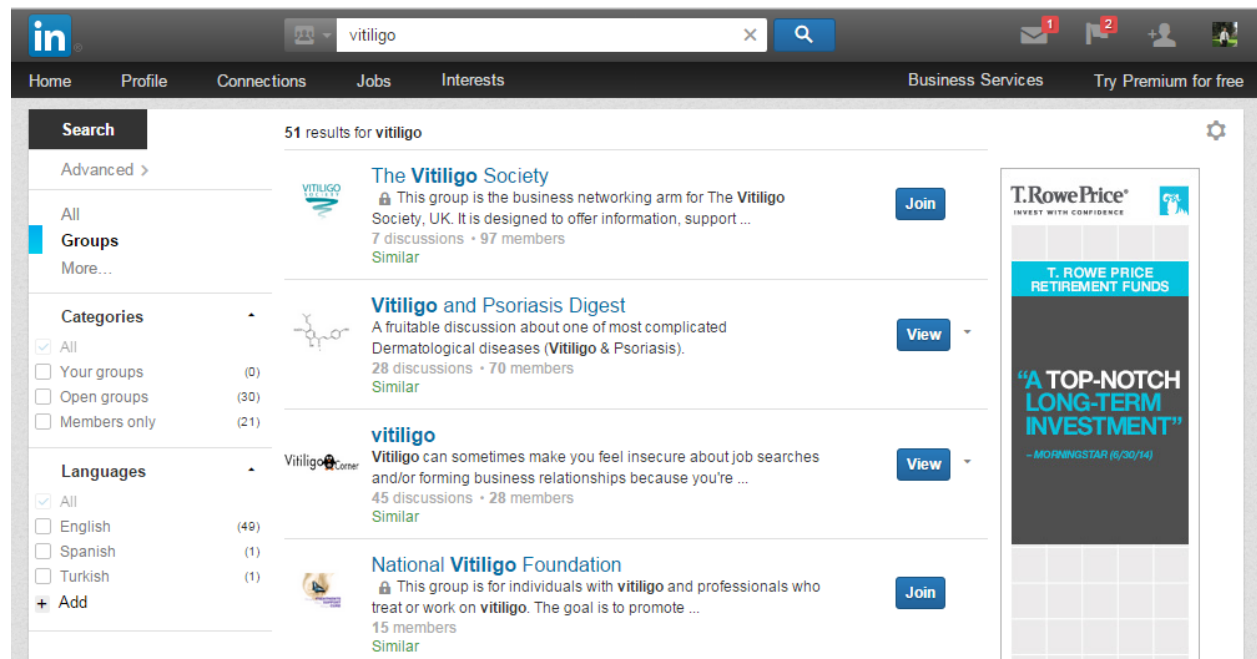 in
vitiligo
1
2
Home Profile Connections Jobs Interests Business Services Try Premium for free
Search
Advanced >
All
Groups
More...
Categories
All
Your groups (0)
Open groups (30)
Members only (21)
Languages
All
English (49)
Spanish (1)
Turkish (1)
+ Add
51 results for vitiligo
VITILIGO
SOCIETY
The Vitiligo Society
This group is the business networking arm for The Vitiligo
Society, UK. It is designed to offer information, support ...
7 discussions • 97 members
Similar
Join
Vitiligo and Psoriasis Digest
A fruitable discussion about one of most complicated
Dermatological diseases (Vitiligo & Psoriasis).
28 discussions • 70 members
Similar
View
Vitiligo Corner
vitiligo
Vitiligo can sometimes make you feel insecure about job searches
and/or forming business relationships because you're ...
45 discussions • 28 members
Similar
View
National Vitiligo Foundation
This group is for individuals with vitiligo and professionals who
treat or work on vitiligo. The goal is to promote ...
15 members
Similar
Join
T.RowePrice®
INVEST WITH CONFIDENCE
T. ROWE PRICE
RETIREMENT FUNDS
“A TOP-NOTCH
LONG-TERM
INVESTMENT”
– MORNINGSTAR (6/30/14)